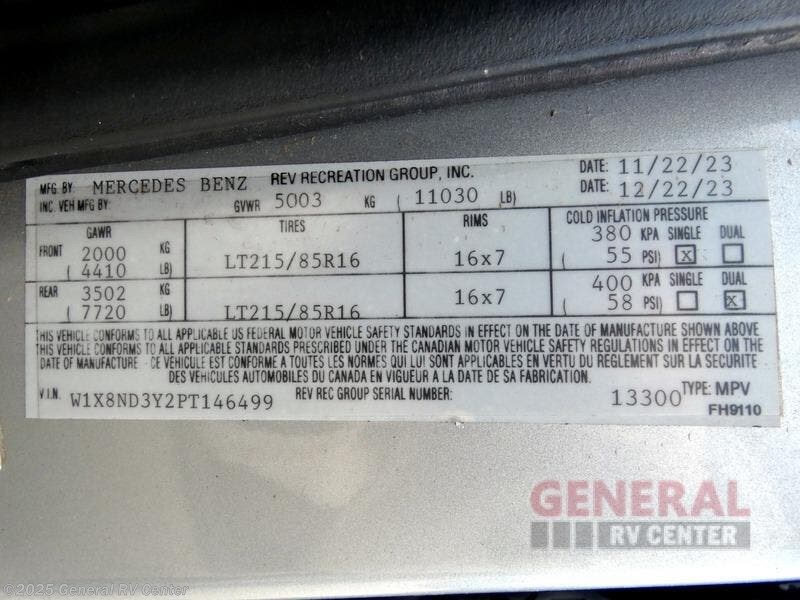 MFG BY MERCEDES BENZ REV RECREATION GROUP, INC. DATE: 11/22/23
INC. VEH MFG BY: GVWR 5003 KG ( 11030 LB) DATE: 12/22/23
GAWR TIRES RIMS COLD INFLATION PRESSURE
FRONT 2000 KG LT215/85R16 16x7 380 KPA SINGLE DUAL
( 4410 LB) ( 55 PSI) x
REAR 3502 KG LT215/85R16 16x7 400 KPA SINGLE DUAL
( 7720 LB) ( 58 PSI) x
THIS VEHICLE CONFORMS TO ALL APPLICABLE US FEDERAL MOTOR VEHICLE SAFETY STANDARDS IN EFFECT ON THE DATE OF MANUFACTURE SHOWN ABOVE
THIS VEHICLE CONFORMS TO ALL APPLICABLE STANDARDS PRESCRIBED UNDER THE CANADIAN MOTOR VEHICLE SAFETY REGULATIONS IN EFFECT ON THE
DATE OF MANUFACTURE - CE VEHICULE EST CONFORME A TOUTES LES NORMES QUI LUI SONT APPLICABLES EN VERTU DU REGLEMENT SUR LA SECURITE
DES VEHICULES AUTOMOBILES DU CANADA EN VIGUEUR A LA DATE DE SA FABRICATION.
V.I.N. W1X8ND3Y2PT146499 REV REC GROUP SERIAL NUMBER: 13300 TYPE: MPV
FH9110
GENERAL
RV CENTER
©2025 General RV Center